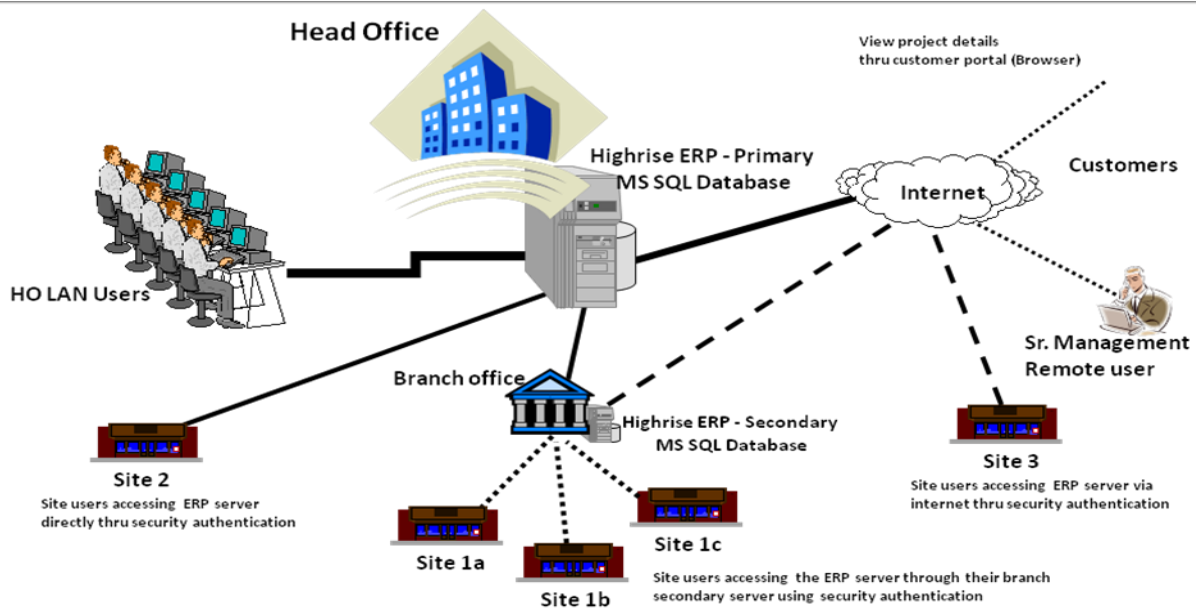 Head Office
View project details
thru customer portal (Browser)
Highrise ERP - Primary
MS SQL Database
Customers
Internet
HO LAN Users
Sr. Management
Remote user
Branch office
Highrise ERP - Secondary
MS SQL Database
Site 2
Site users accessing ERP server
directly thru security authentication
Site 3
Site users accessing ERP server via
internet thru security authentication
Site 1a
Site 1b
Site 1c
Site users accessing the ERP server through their branch
secondary server using security authentication